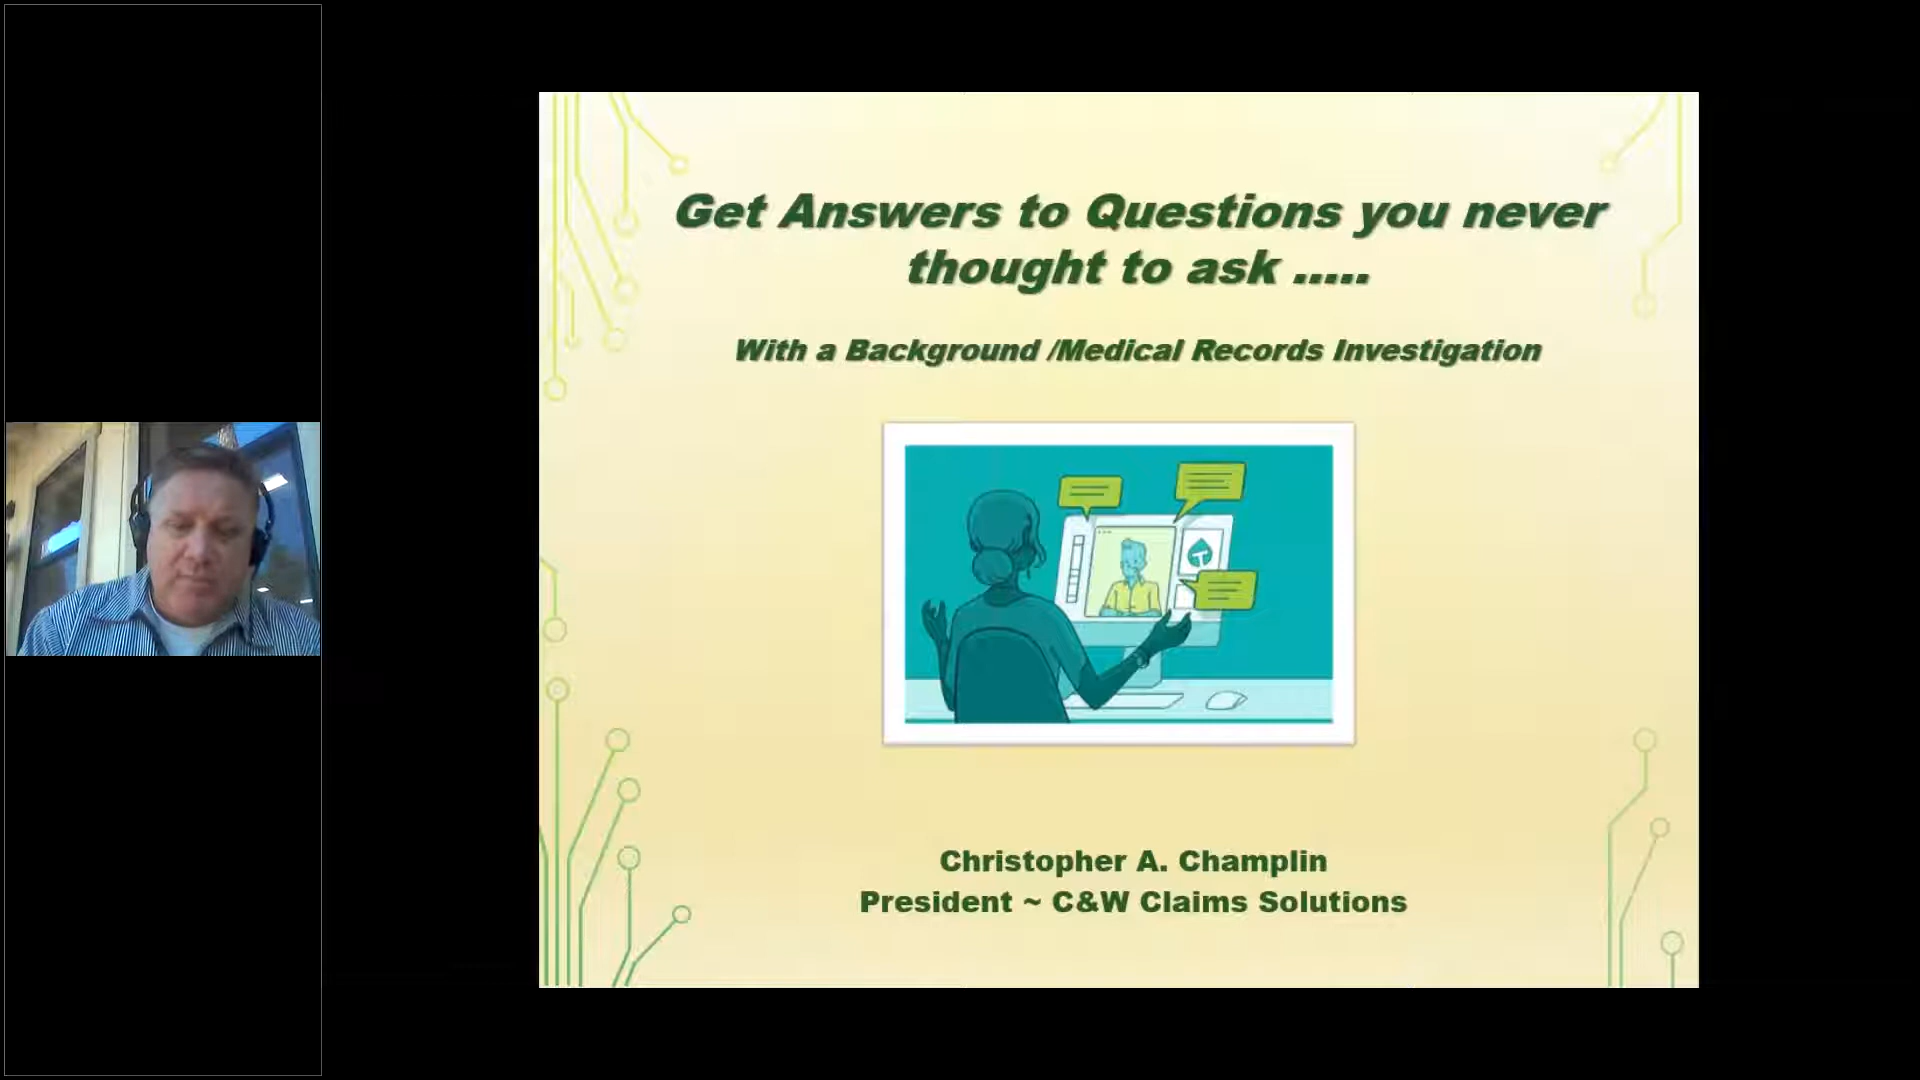 Get Answers to Questions you never
thought to ask .....
With a Background /Medical Records Investigation
Christopher A. Champlin
President ~ C&W Claims Solutions